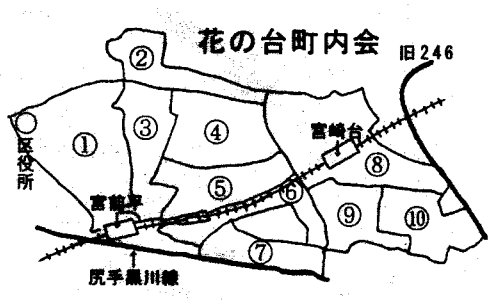 花の台町内会
旧246
②
宮崎台
①
③
④
⑧
区役所
⑤
⑥
宮前平
⑨
⑩
⑦
尻手黒川線